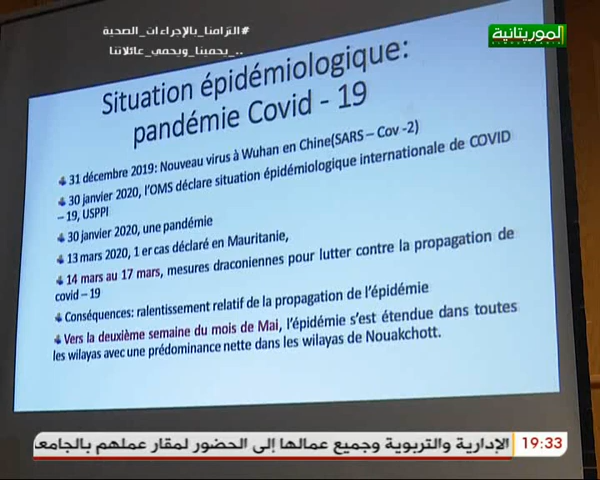 #التزامنا_بالإجراءات_الصحية
.._يحمينا_ويحمي_عائلاتنا
الموريتانية
Situation épidémiologique:
pandémie Covid - 19
31 décembre 2019: Nouveau virus à Wuhan en Chine(SARS – Cov -2)
30 janvier 2020, l'OMS déclare situation épidémiologique internationale de COVID
– 19, USPPI
30 janvier 2020, une pandémie
13 mars 2020, 1 er cas déclaré en Mauritanie,
14 mars au 17 mars, mesures draconiennes pour lutter contre la propagation de
covid – 19
Conséquences: ralentissement relatif de la propagation de l'épidémie
Vers la deuxième semaine du mois de Mai, l'épidémie s'est étendue dans toutes
les wilayas avec une prédominance nette dans les wilayas de Nouakchott.
الإدارية والتربوية وجميع عمالها إلى الحضور لمقار عملهم بالجامعـ
19:33